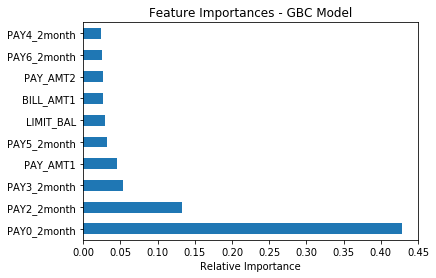 Feature Importances - GBC Model
PAY4_2month
PAY6_2month
PAY_AMT2
BILL_AMT1
LIMIT_BAL
PAY5_2month
PAY_AMT1
PAY3_2month
PAY2_2month
PAY0_2month
0.00 0.05 0.10 0.15 0.20 0.25 0.30 0.35 0.40 0.45
Relative Importance